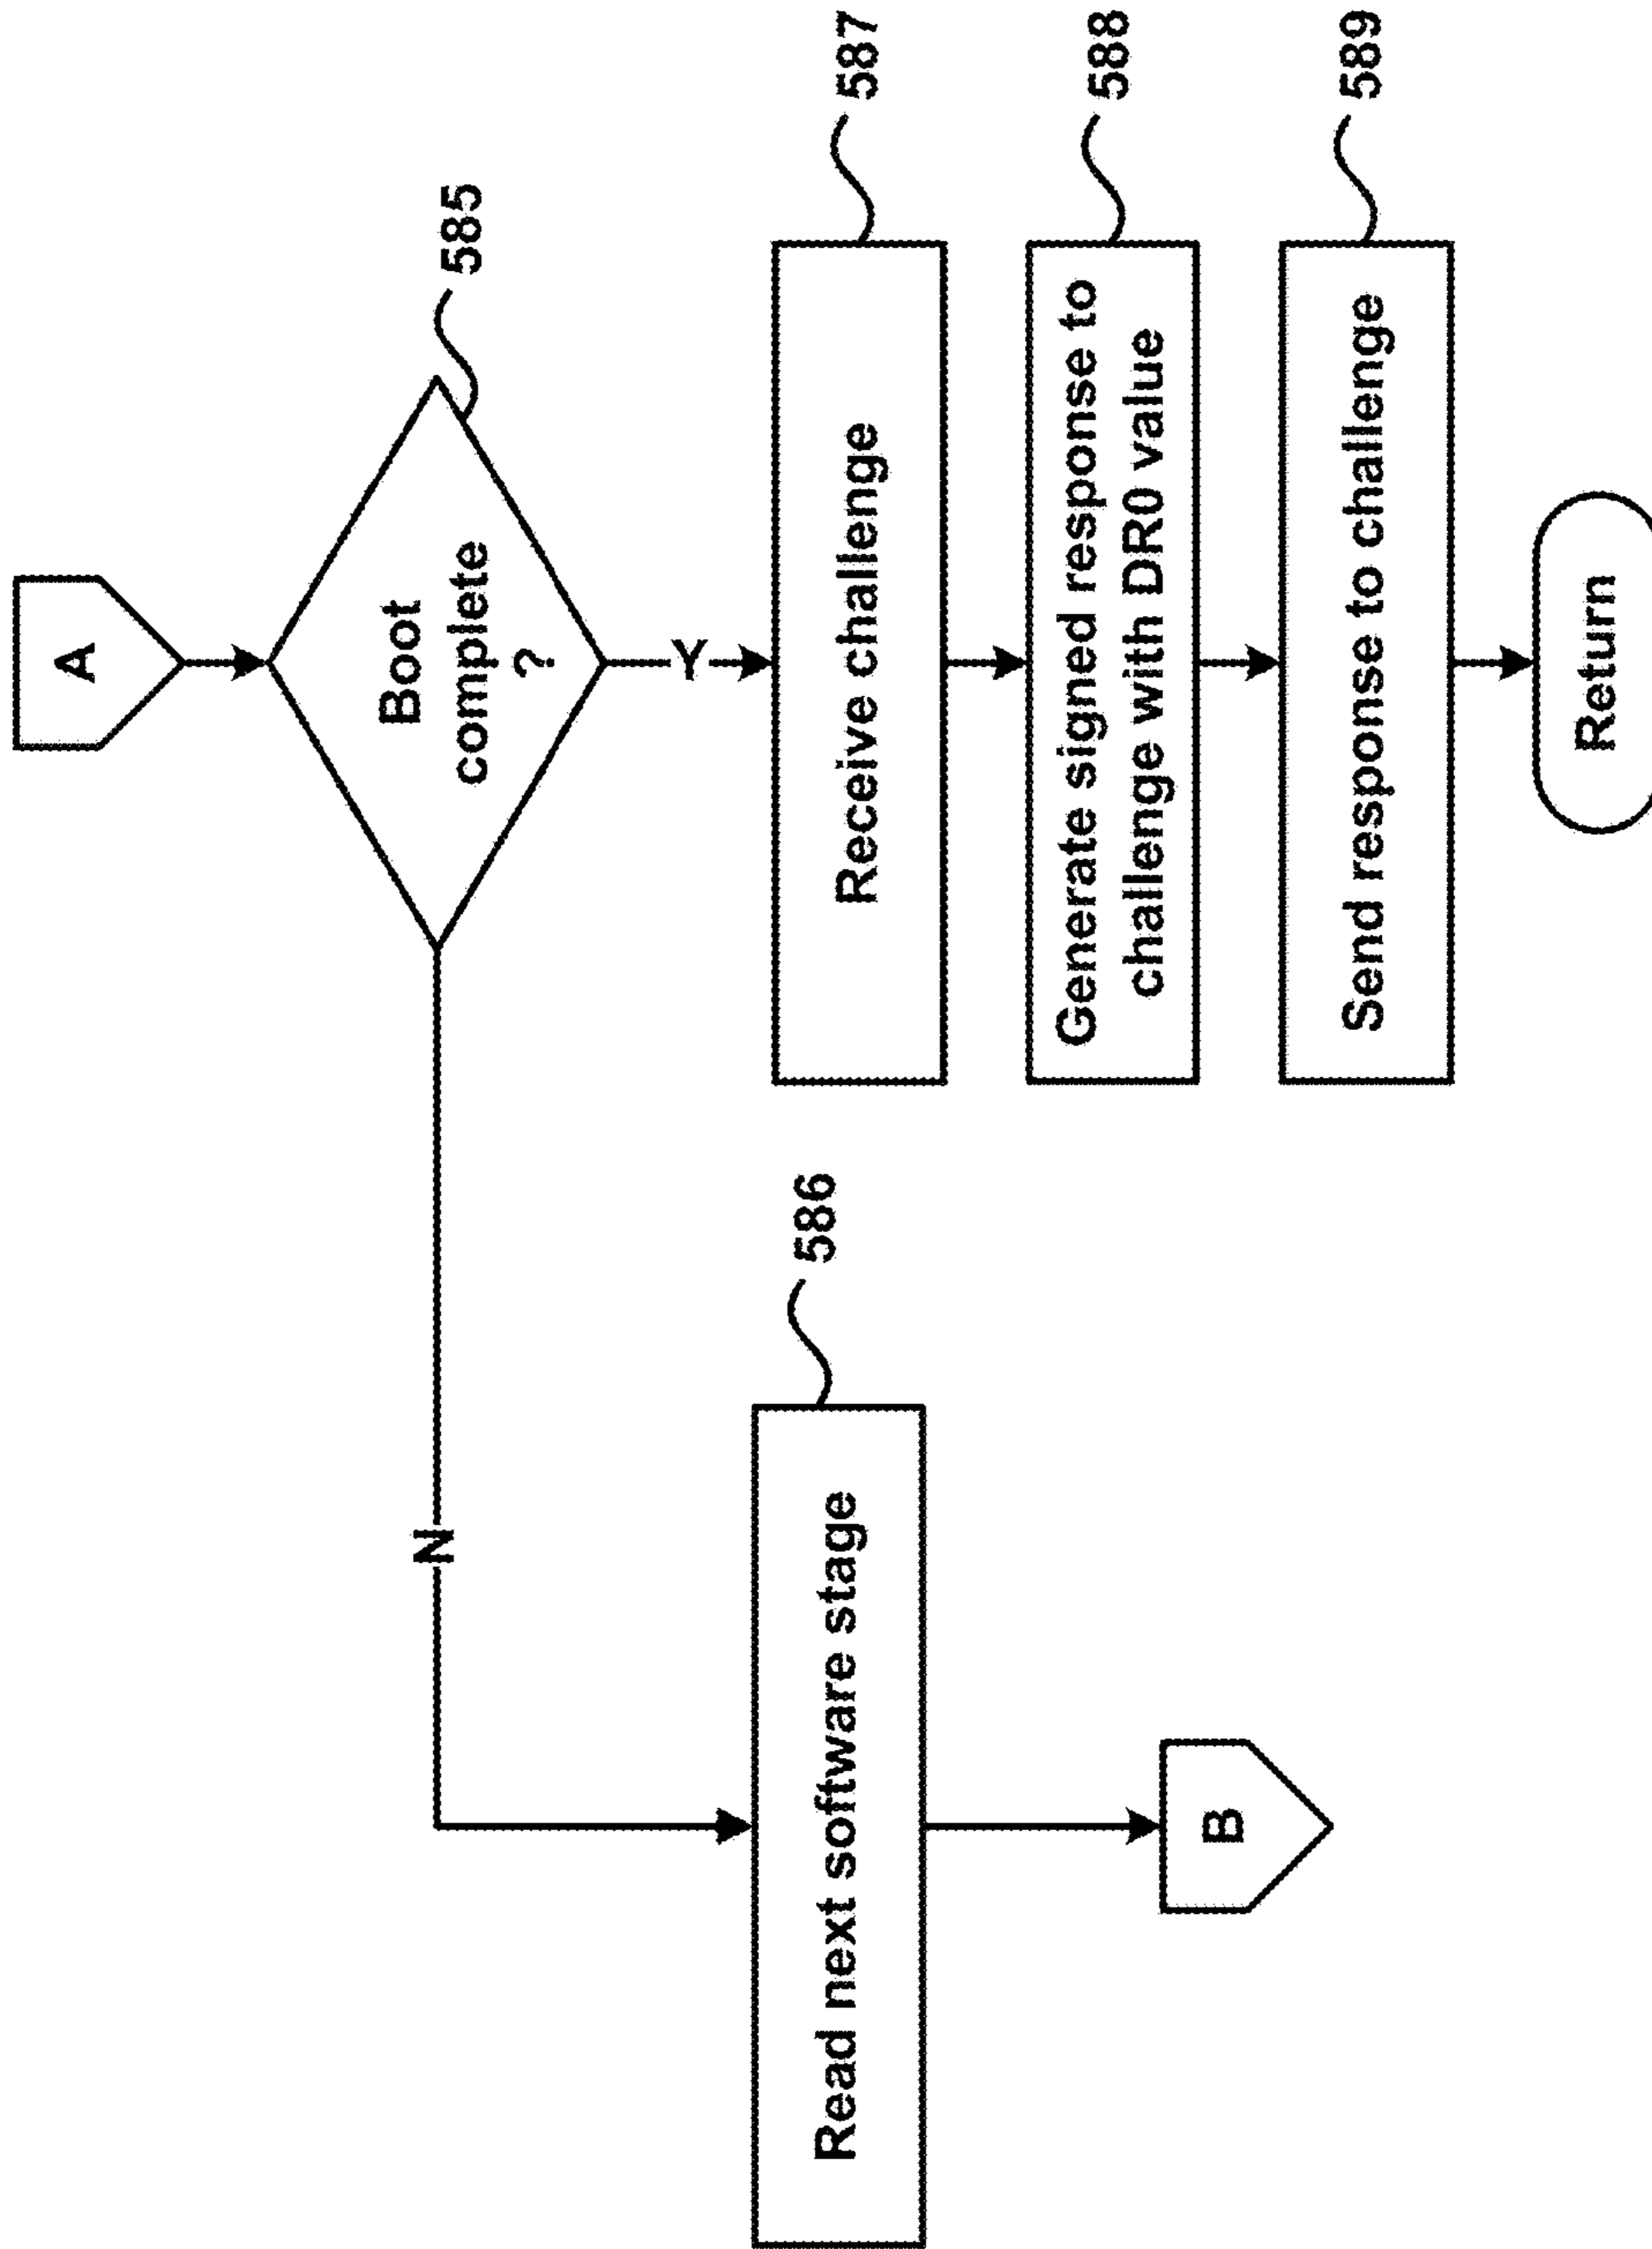 A
Boot
complete
?
585
N
Y
Read next software stage
586
B
Receive challenge
587
Generate signed response to
challenge with DR0 value
588
Send response to challenge
589
Return